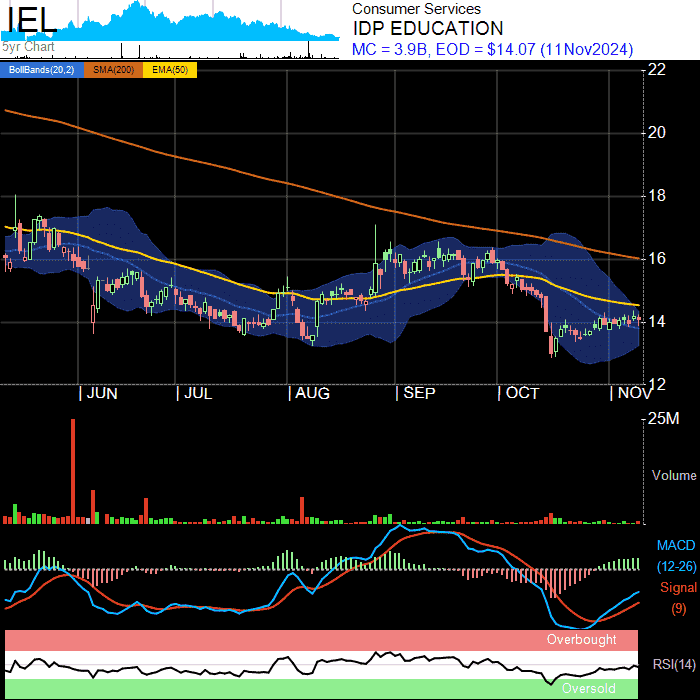 IEL
5yr Chart
Consumer Services
IDP EDUCATION
MC = 3.9B, EOD = $14.07 (11Nov2024)
BollBands(20,2) SMA(200) EMA(50)
22
20
18
16
14
12
| JUN | JUL | AUG | SEP | OCT | NOV
25M
Volume
MACD
(12-26)
Signal
(9)
Overbought
RSI(14)
Oversold